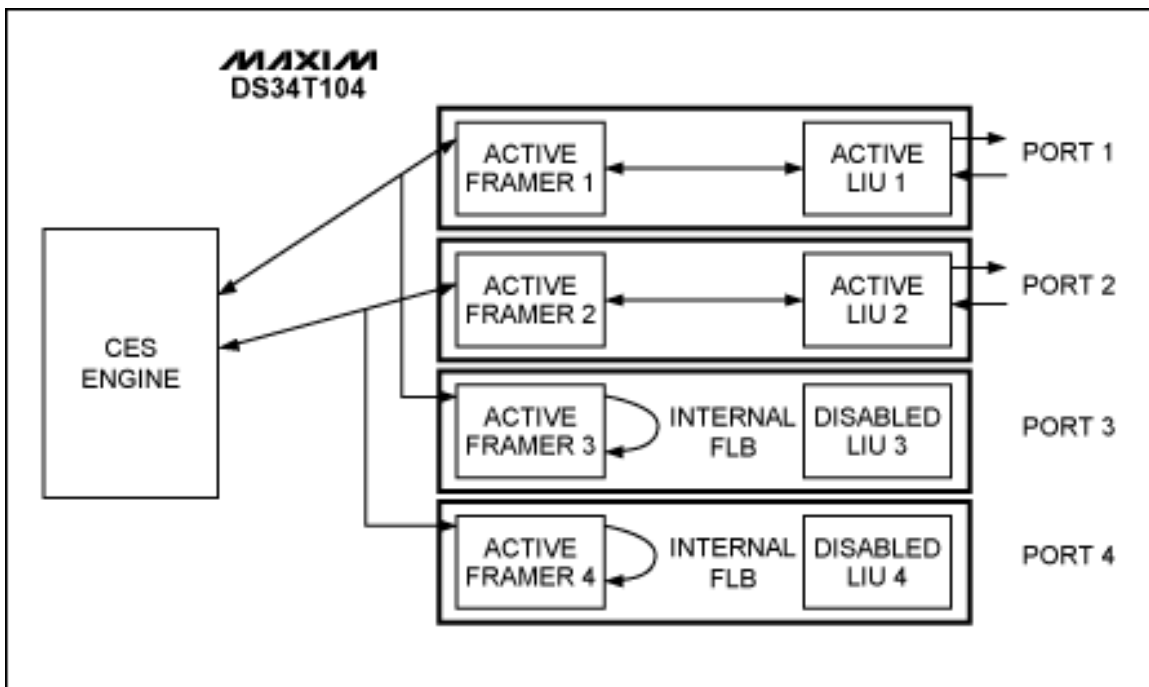 MAXIM
DS34T104
ACTIVE
FRAMER 1
ACTIVE
LIU 1
PORT 1
ACTIVE
FRAMER 2
ACTIVE
LIU 2
PORT 2
CES
ENGINE
ACTIVE
FRAMER 3
INTERNAL
FLB
DISABLED
LIU 3
PORT 3
ACTIVE
FRAMER 4
INTERNAL
FLB
DISABLED
LIU 4
PORT 4